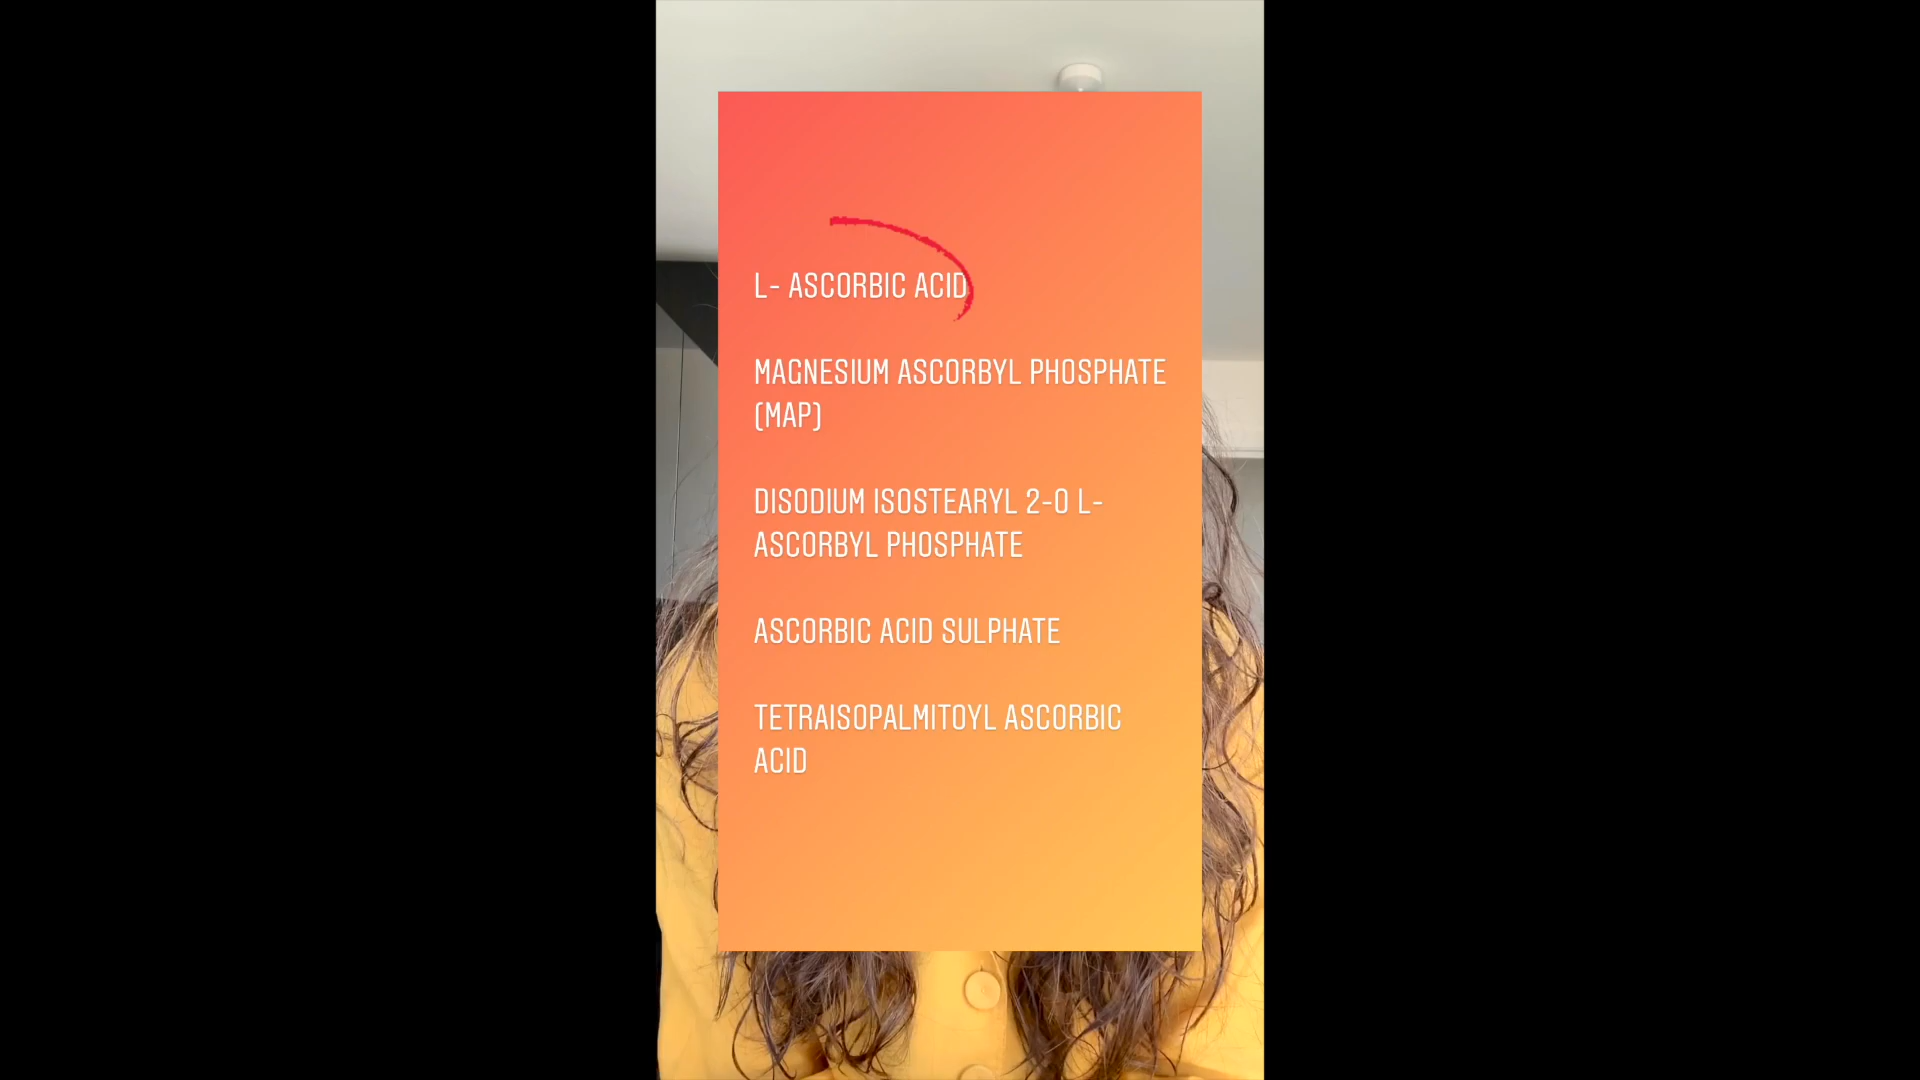 L- ASCORBIC ACID
MAGNESIUM ASCORBYL PHOSPHATE
(MAP)
DISODIUM ISOSTEARYL 2-O L-
ASCORBYL PHOSPHATE
ASCORBIC ACID SULPHATE
TETRAISOPALMITOYL ASCORBIC
ACID